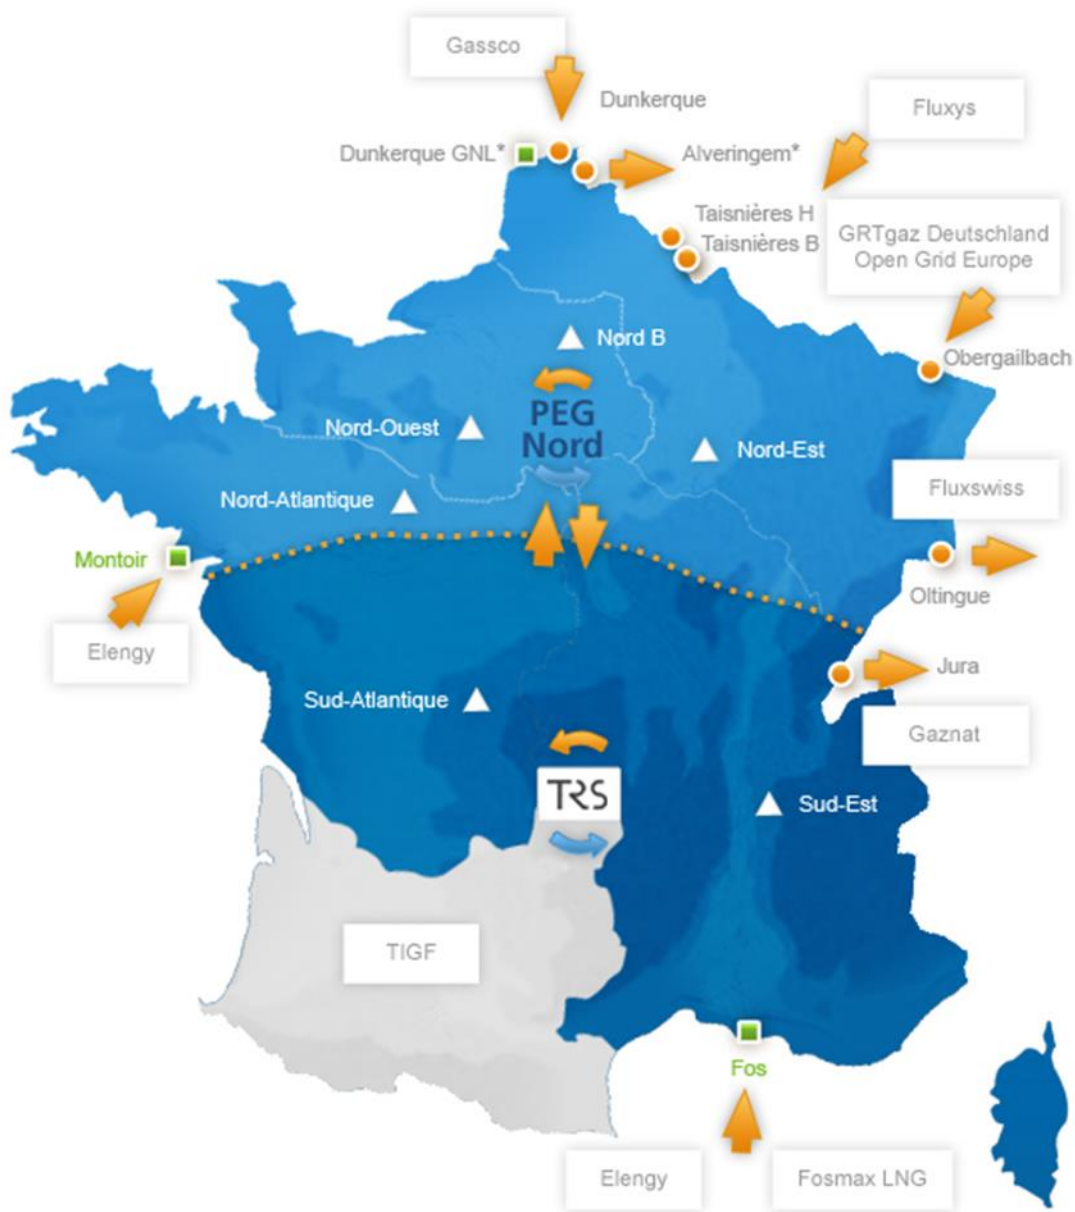 Gassco
Dunkerque
Fluxys
Dunkerque GNL*
Alveringem*
Taisnières H
Taisnières B
GRTgaz Deutschland
Open Grid Europe
Nord B
Obergailbach
PEG
Nord
Nord-Ouest
Nord-Est
Nord-Atlantique
Fluxswiss
Montoir
Oltingue
Elengy
Jura
Sud-Atlantique
Gaznat
TRS
Sud-Est
TIGF
Fos
Elengy
Fosmax LNG